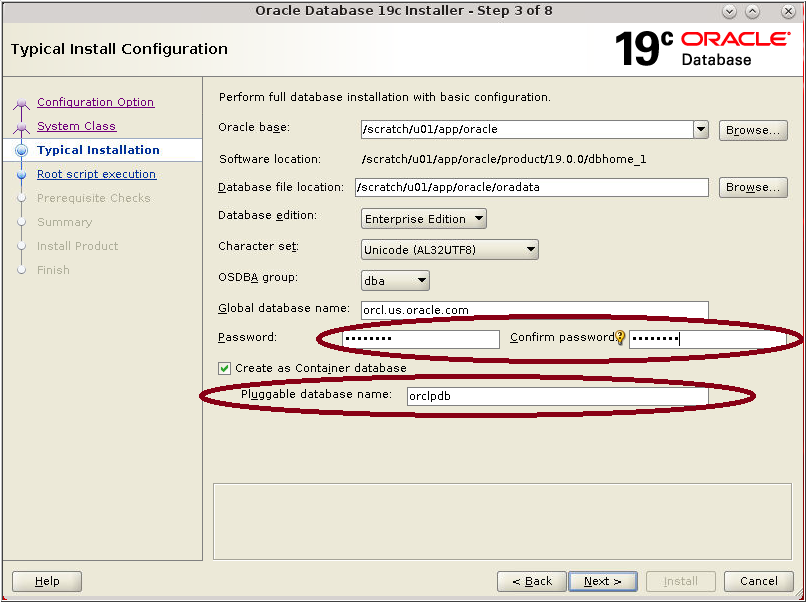 Oracle Database 19c Installer - Step 3 of 8
Typical Install Configuration
19c ORACLE®
Database
Configuration Option
System Class
Typical Installation
Root script execution
Prerequisite Checks
Summary
Install Product
Finish
Perform full database installation with basic configuration.
Oracle base: /scratch/u01/app/oracle Browse...
Software location: /scratch/u01/app/oracle/product/19.0.0/dbhome_1
Database file location: /scratch/u01/app/oracle/oradata Browse...
Database edition: Enterprise Edition
Character set: Unicode (AL32UTF8)
OSDBA group: dba
Global database name: orcl.us.oracle.com
Password: •••••••• Confirm password: ••••••••
Create as Container database
Pluggable database name: orclpdb
Help < Back Next > Install Cancel